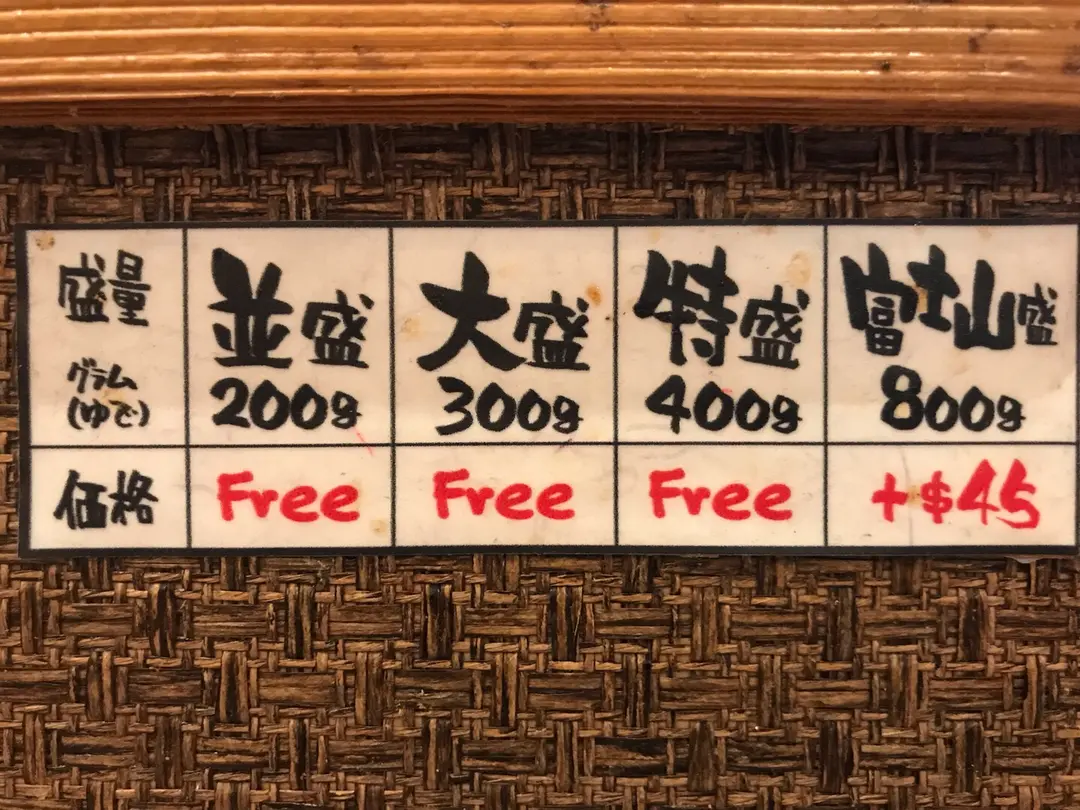 盛量 並盛 大盛 特盛 富士山盛
グラム
(ゆで) 200g 300g 400g 800g
価格 Free Free Free +$45